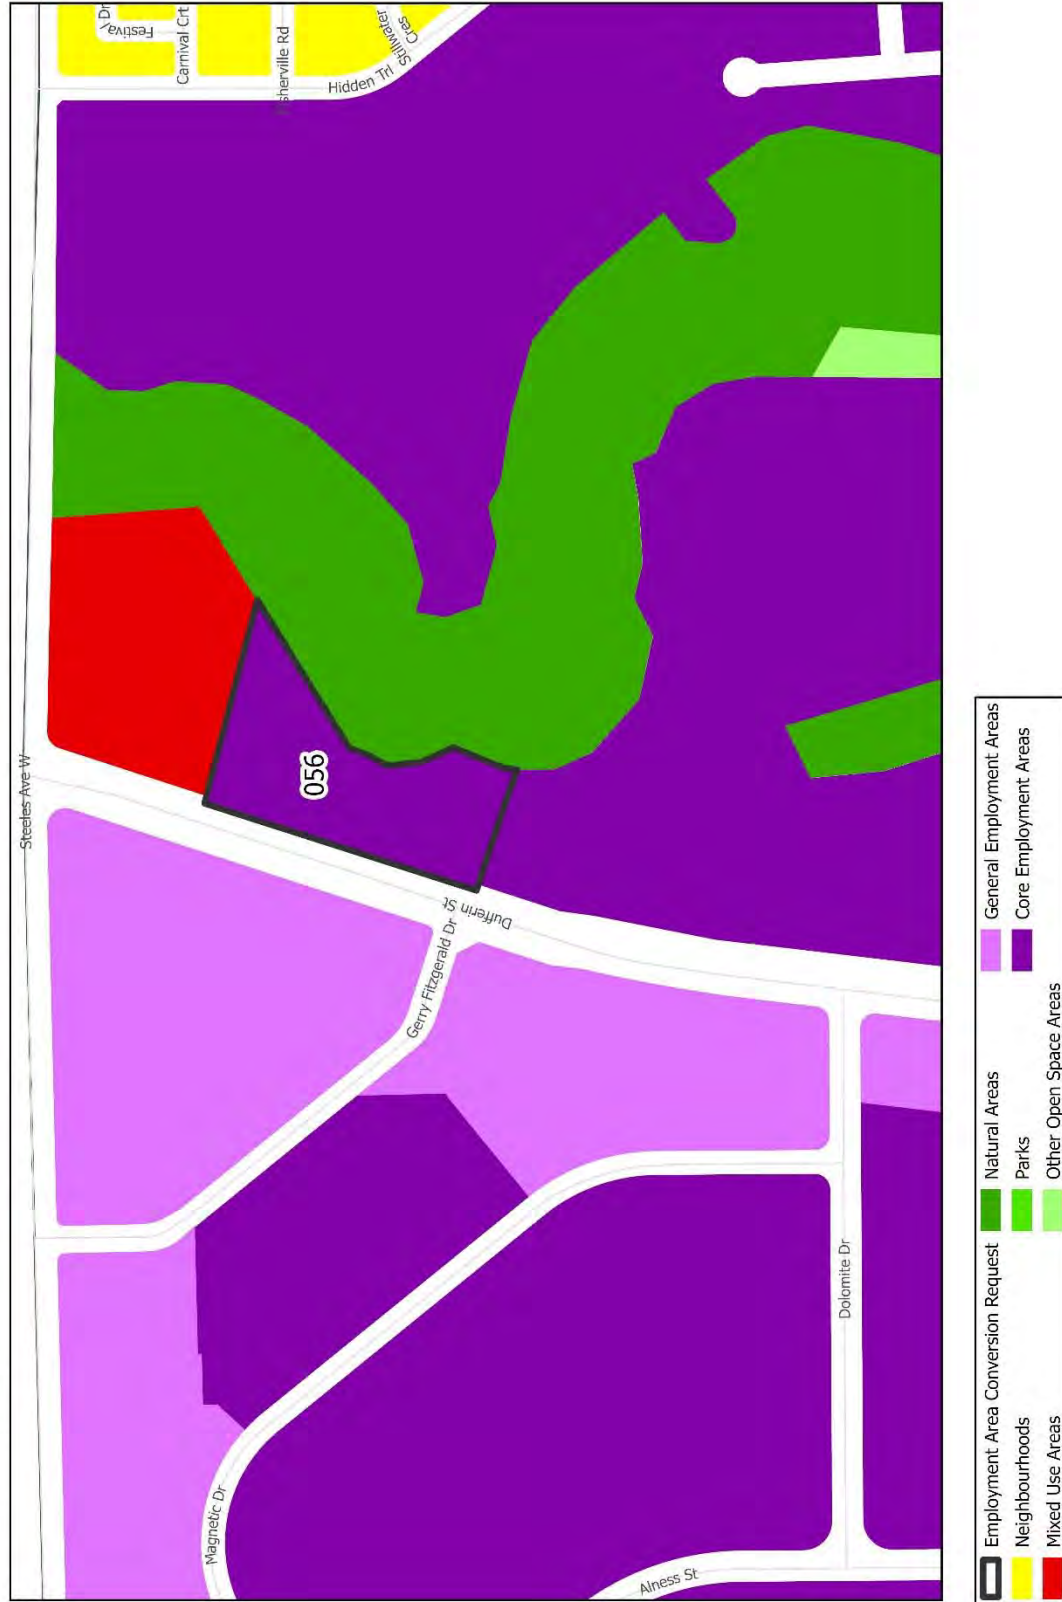 Steeles Ave W
Festival Dr
Carnival Crt
sherville Rd
Stillwater
Cres
Hidden Trl
056
Dufferin St
Gerry Fitzgerald Dr
Magnetic Dr
Dolomite Dr
Alness St
Employment Area Conversion Request
Neighbourhoods
Mixed Use Areas
Natural Areas
Parks
Other Open Space Areas
General Employment Areas
Core Employment Areas